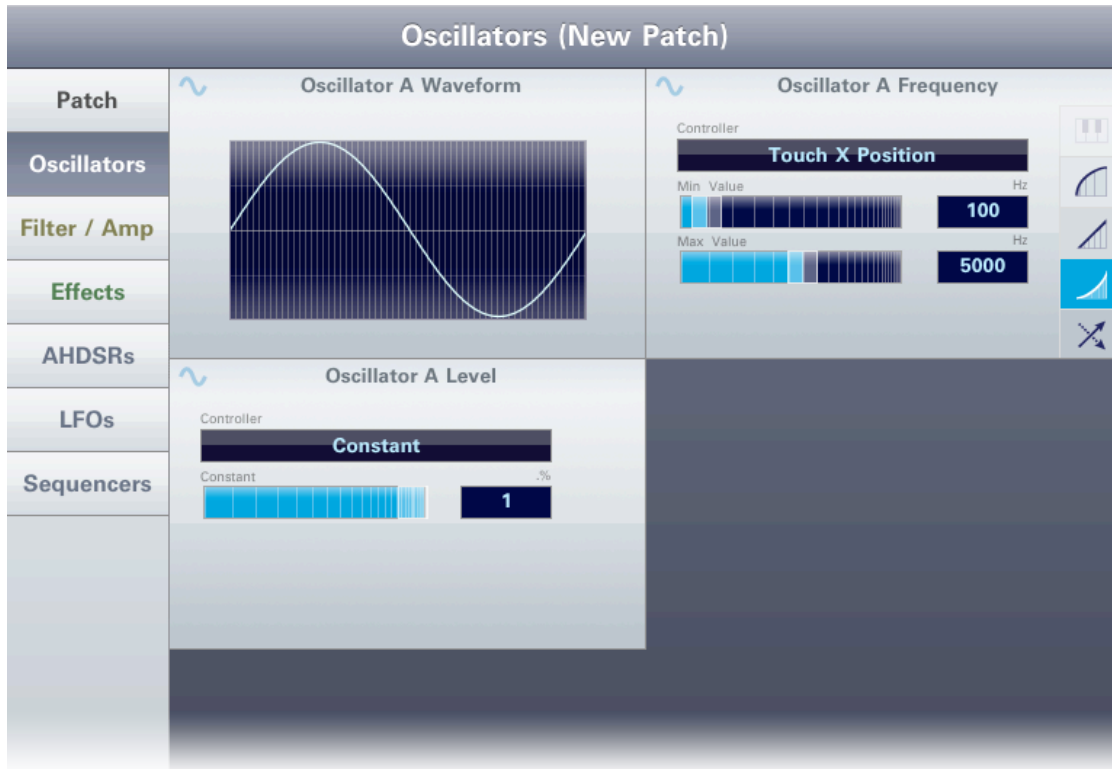 Oscillators (New Patch)
Patch
Oscillators
Filter / Amp
Effects
AHDSRs
LFOs
Sequencers
Oscillator A Waveform
Oscillator A Frequency
Controller
Touch X Position
Min Value Hz
100
Max Value Hz
5000
Oscillator A Level
Controller
Constant
Constant .%
1